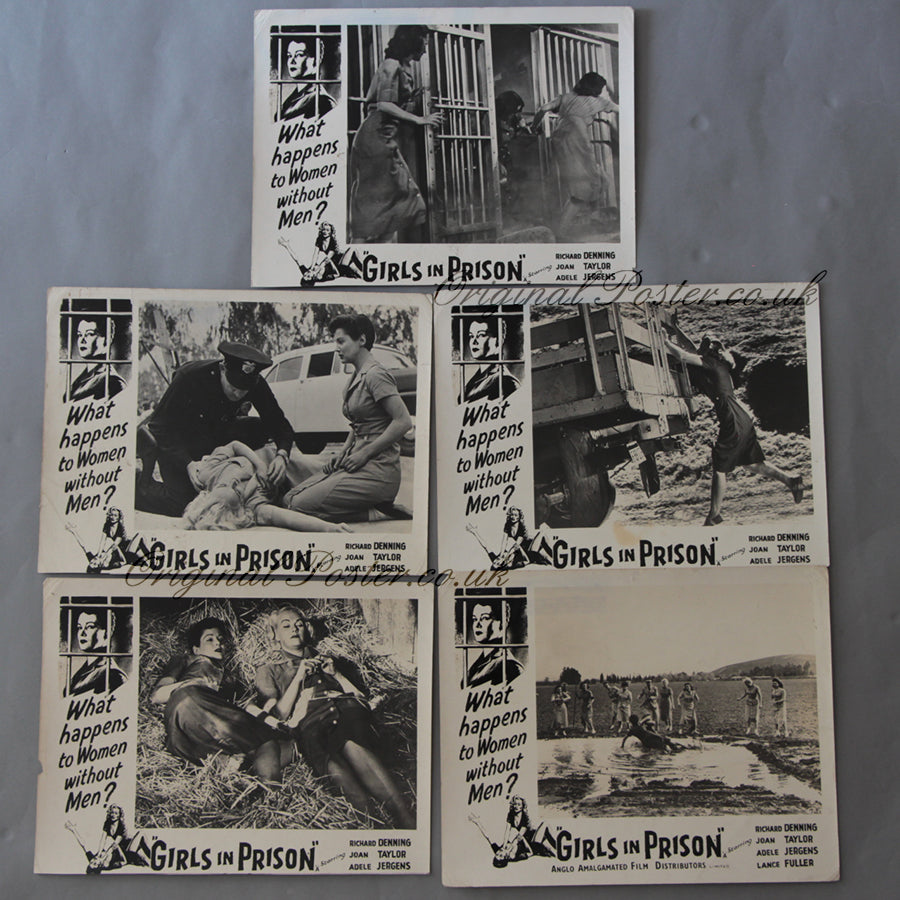 What
happens
to Women
without
Men?
"GIRLS IN PRISON"
Starring
RICHARD DENNING
JOAN TAYLOR
ADELE JERGENS
Original Poster.co.uk
What
happens
to Women
without
Men?
"GIRLS IN PRISON"
RICHARD DENNING
JOAN TAYLOR
ADELE JERGENS
What
happens
to Women
without
Men?
"GIRLS IN PRISON"
Starring
RICHARD DENNING
JOAN TAYLOR
ADELE JERGENS
Original Poster.co.uk
What
happens
to Women
without
Men?
"GIRLS IN PRISON"
Starring
RICHARD DENNING
JOAN TAYLOR
ADELE JERGENS
What
happens
to Women
without
Men?
"GIRLS IN PRISON"
Starring
ANGLO AMALGAMATED FILM DISTRIBUTORS LIMITED
RICHARD DENNING
JOAN TAYLOR
ADELE JERGENS
LANCE FULLER